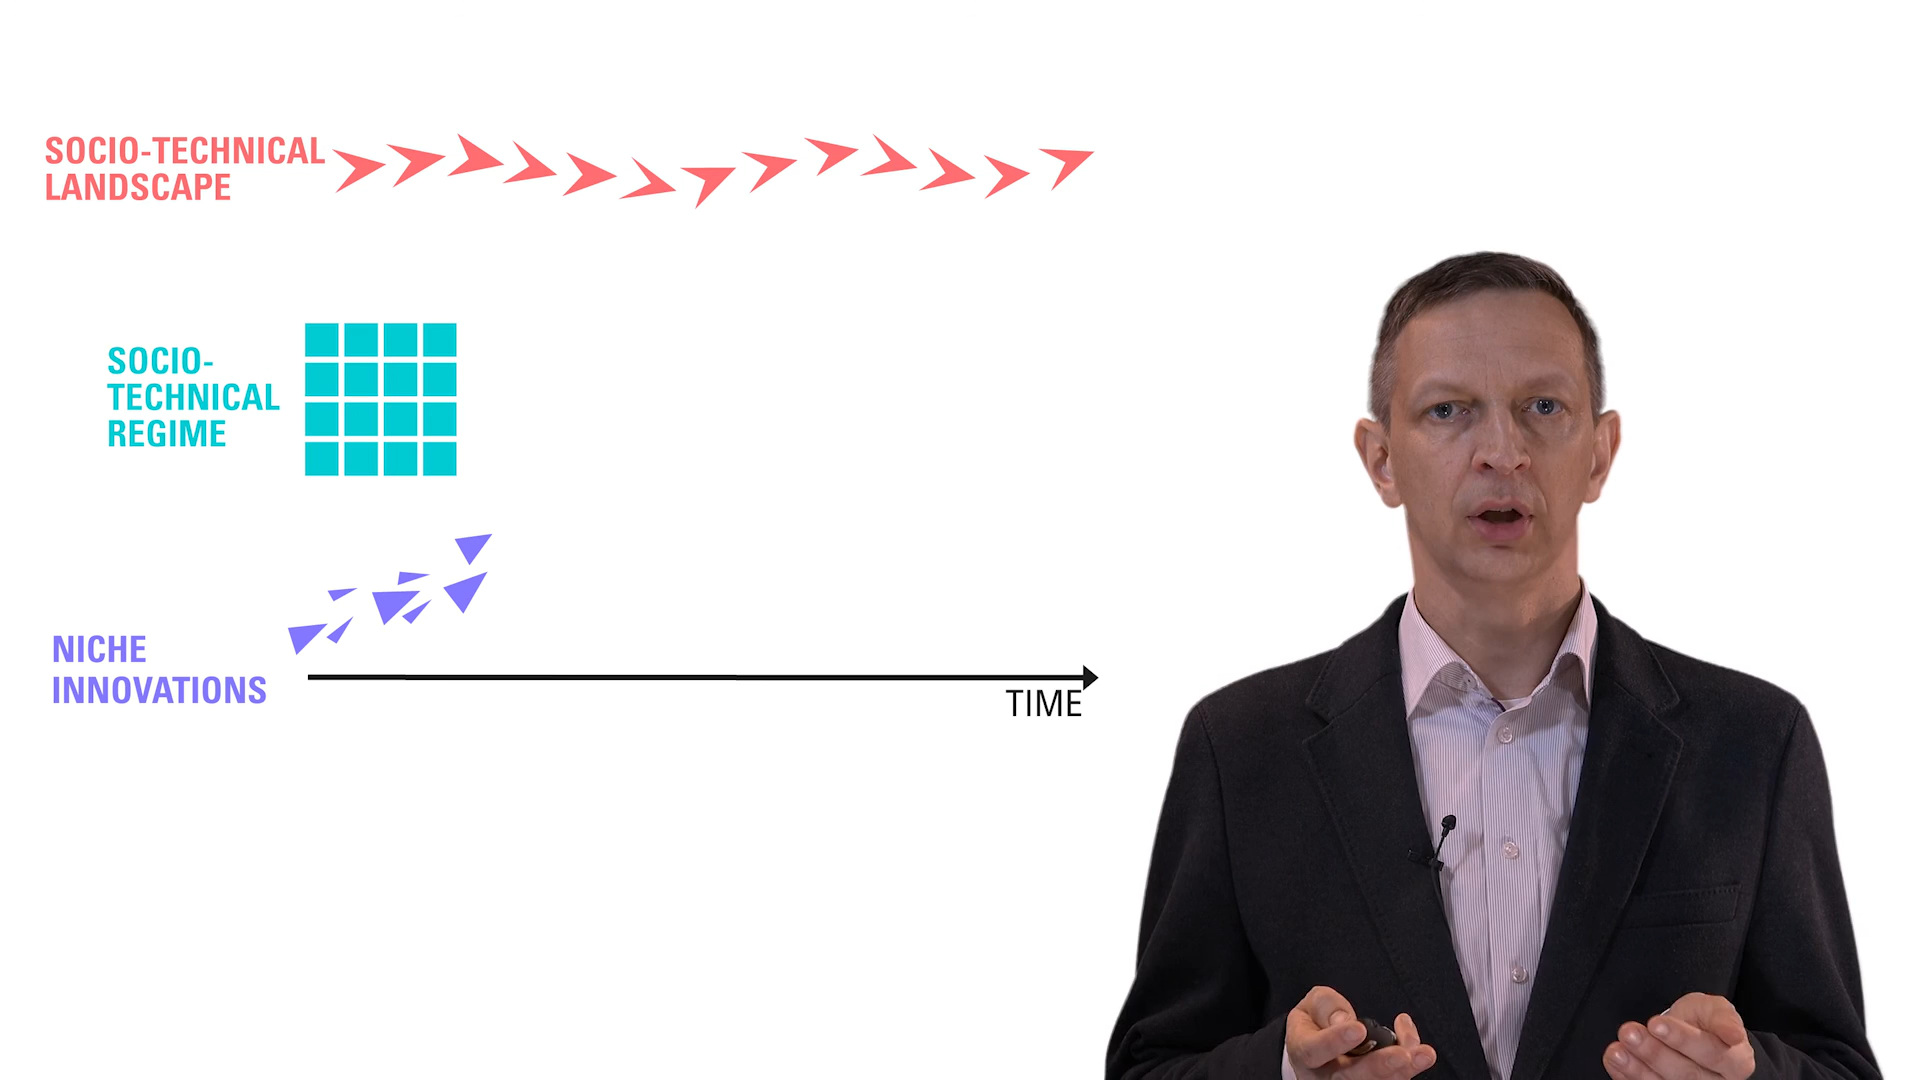 SOCIO-TECHNICAL
LANDSCAPE
SOCIO-
TECHNICAL
REGIME
NICHE
INNOVATIONS
TIME